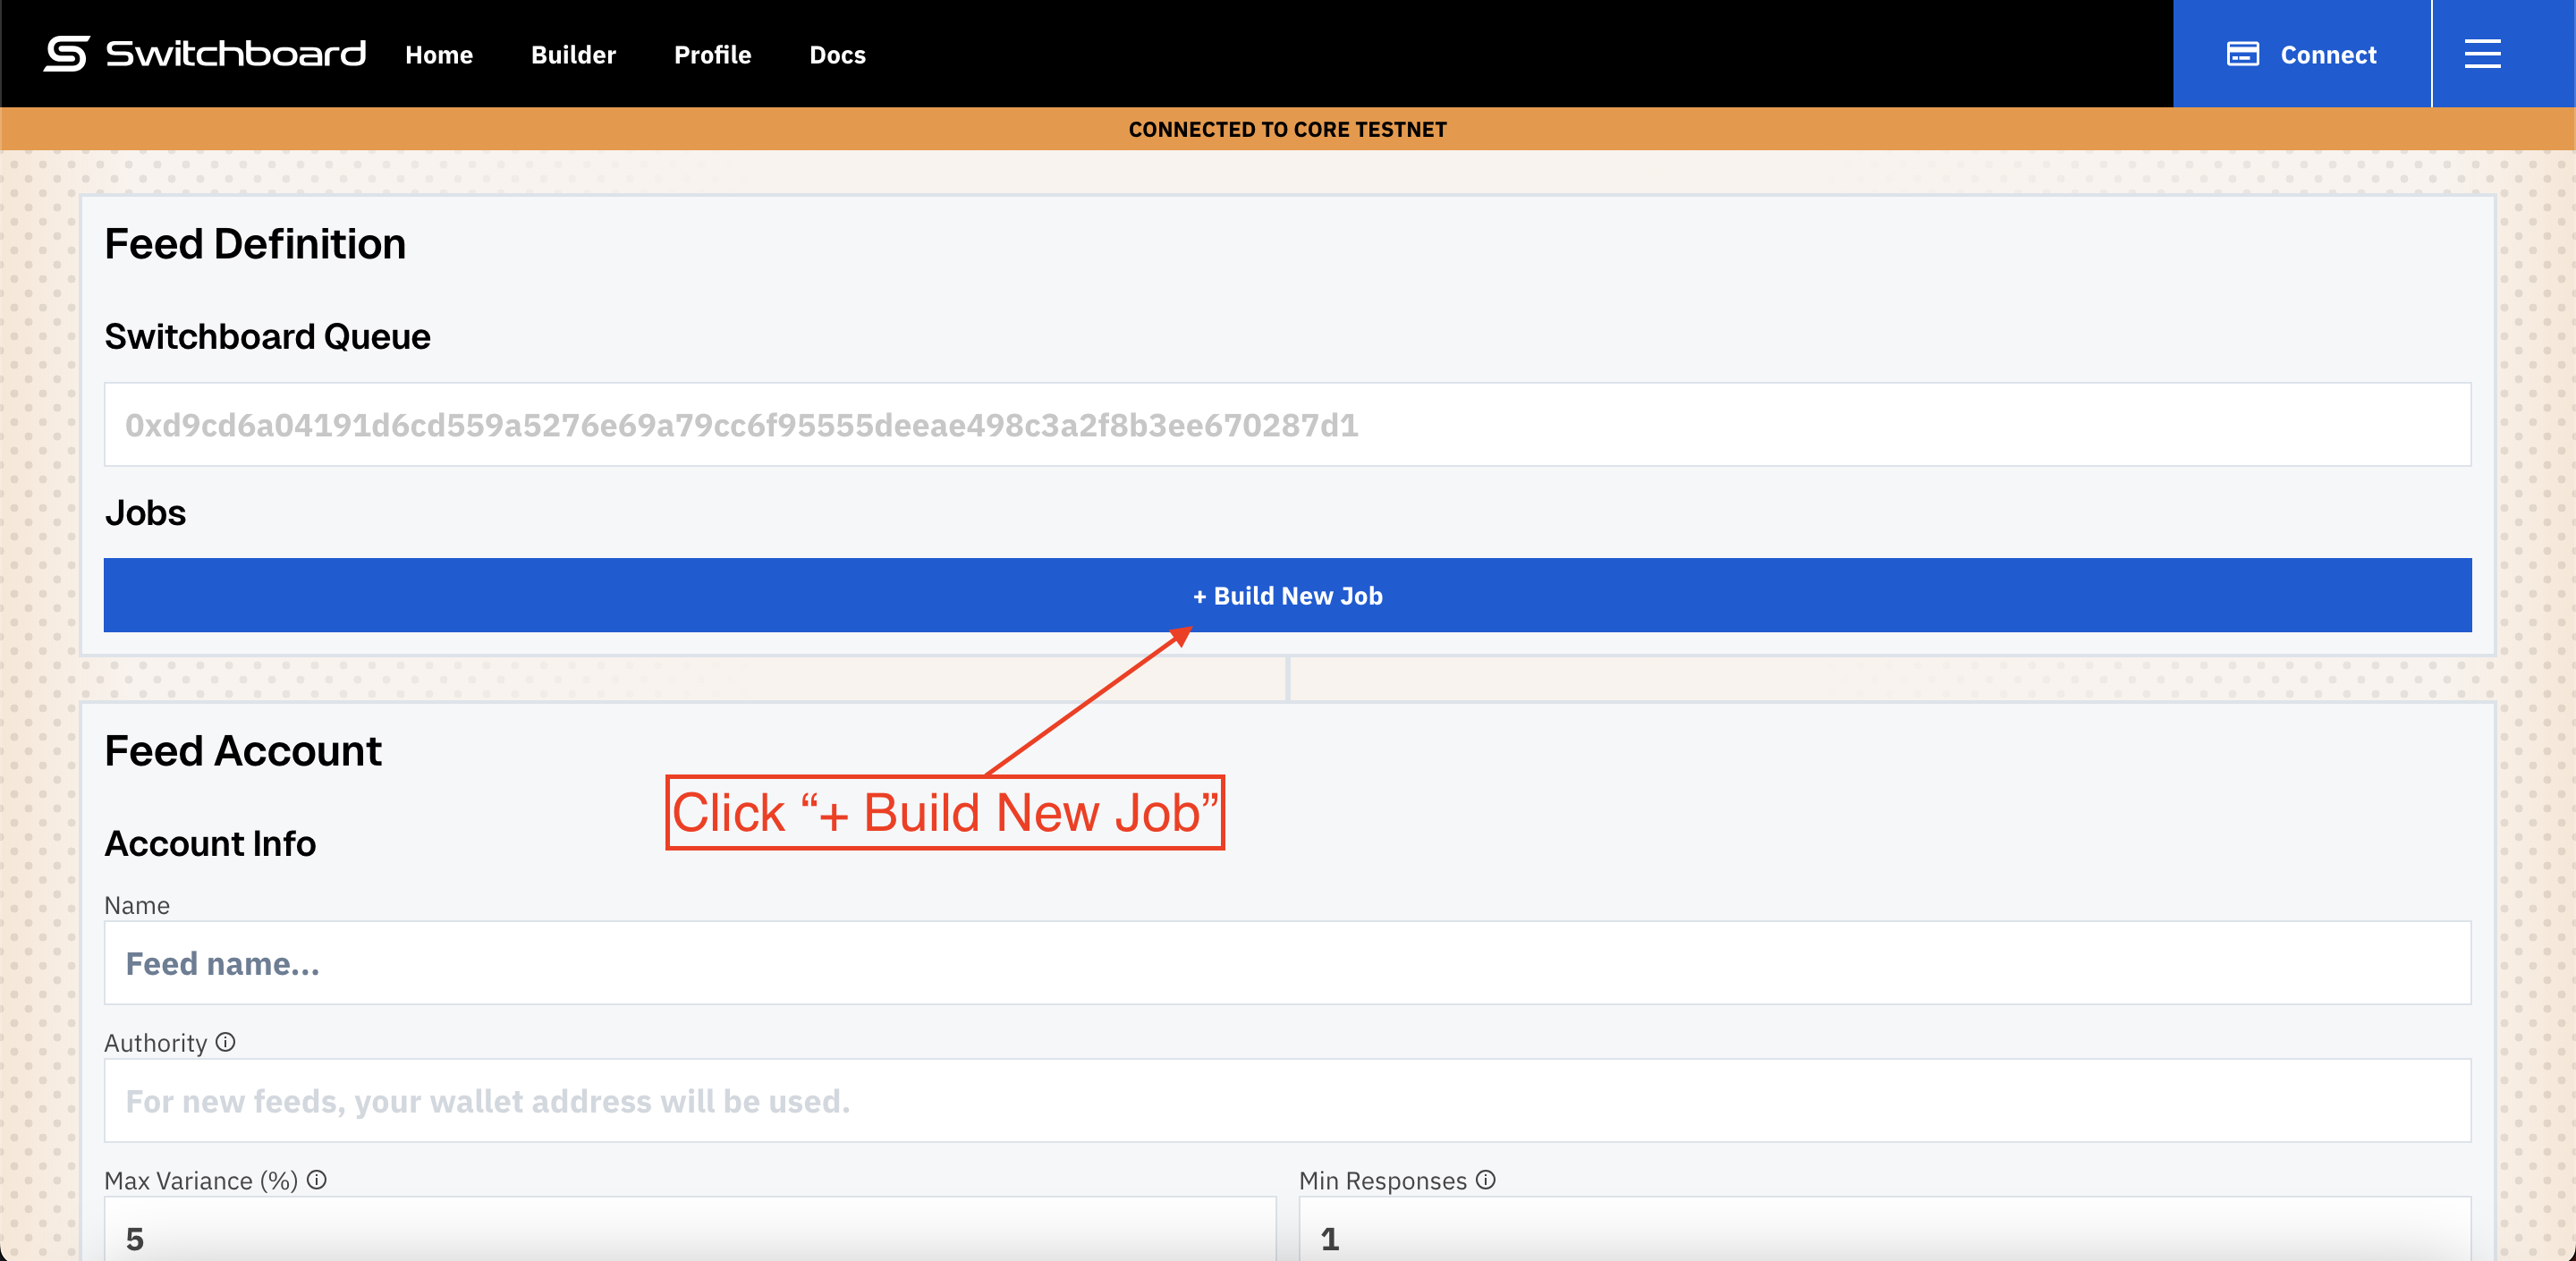 Switchboard Home Builder Profile Docs Connect
CONNECTED TO CORE TESTNET
Feed Definition
Switchboard Queue
0xd9cd6a04191d6cd559a5276e69a79cc6f95555deeae498c3a2f8b3ee670287d1
Jobs
+ Build New Job
Feed Account
Click “+ Build New Job”
Account Info
Name
Feed name...
Authority
For new feeds, your wallet address will be used.
Max Variance (%) Min Responses
5 1